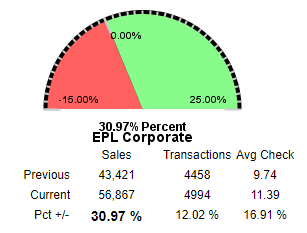 0.00%
-15.00% 25.00%
30.97% Percent
EPL Corporate
Sales Transactions Avg Check
Previous 43,421 4458 9.74
Current 56,867 4994 11.39
Pct +/- 30.97 % 12.02 % 16.91 %